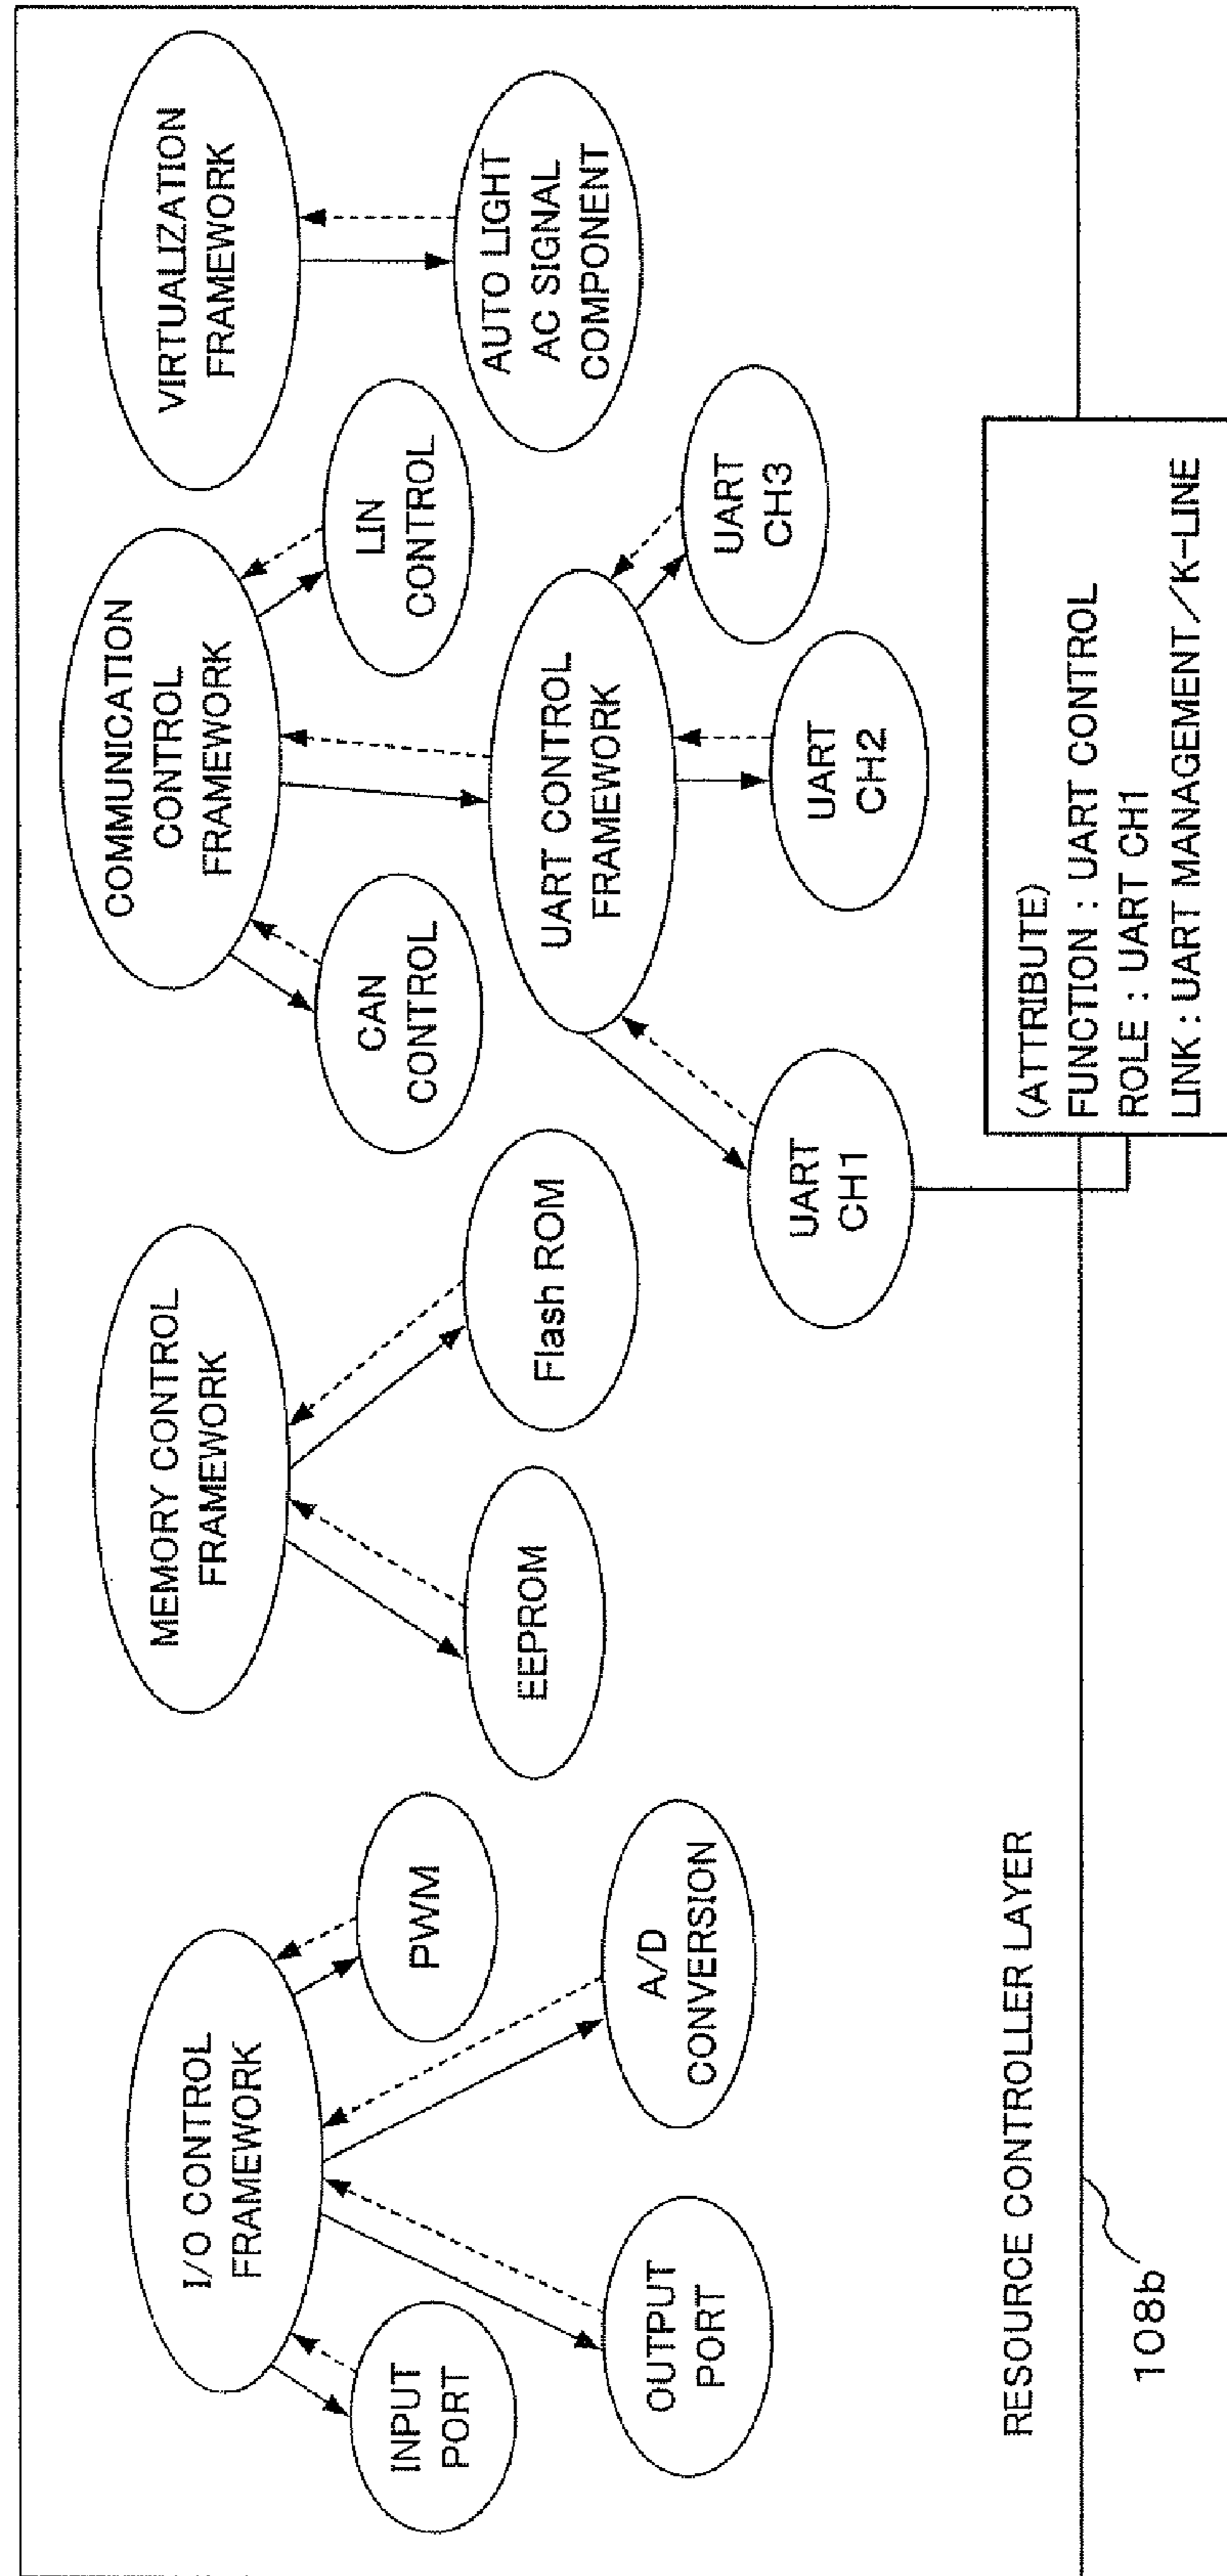 I/O CONTROL
FRAMEWORK
INPUT
PORT
OUTPUT
PORT
A/D
CONVERSION
PWM
MEMORY CONTROL
FRAMEWORK
EEPROM
Flash ROM
COMMUNICATION
CONTROL
FRAMEWORK
CAN
CONTROL
LIN
CONTROL
UART CONTROL
FRAMEWORK
UART
CH1
UART
CH2
UART
CH3
VIRTUALIZATION
FRAMEWORK
AUTO LIGHT
AC SIGNAL
COMPONENT
RESOURCE CONTROLLER LAYER
108b
(ATTRIBUTE)
FUNCTION : UART CONTROL
ROLE : UART CH1
LINK : UART MANAGEMENT/K-LINE